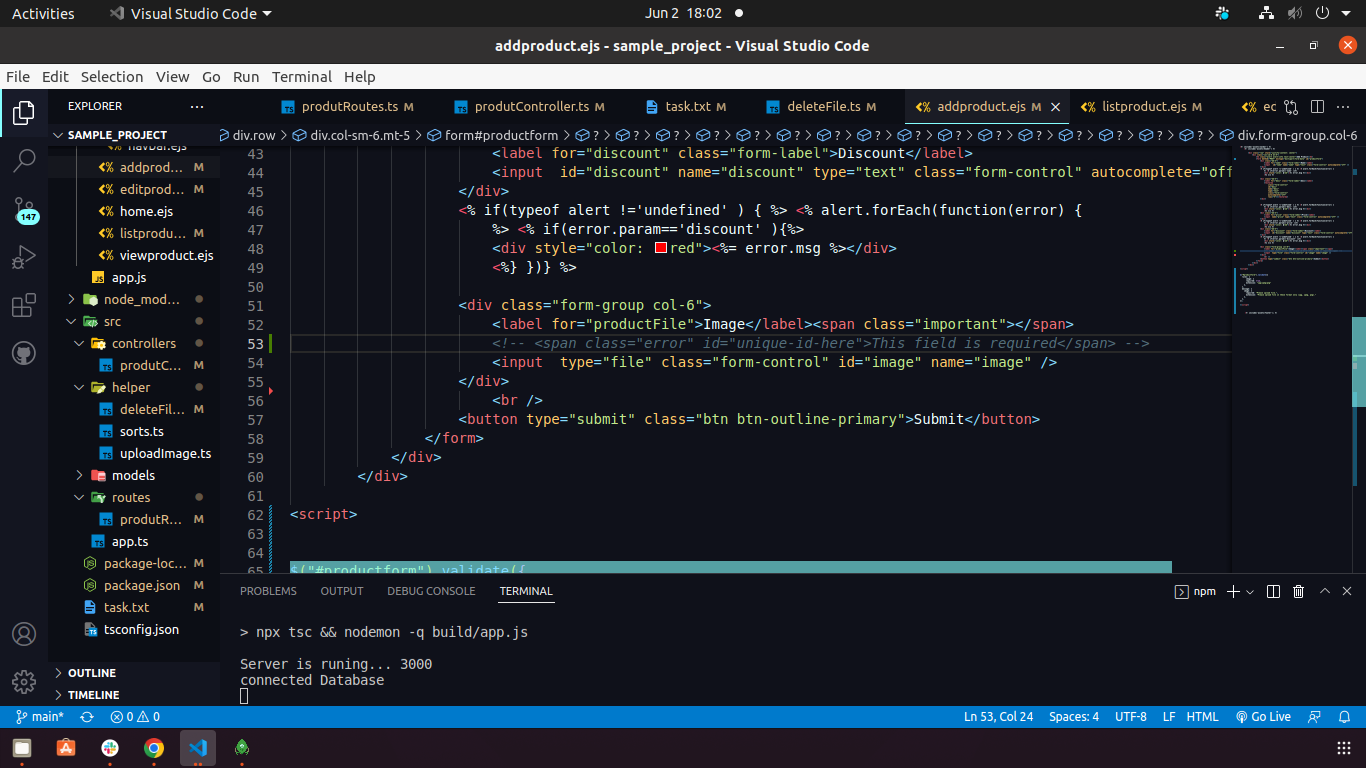 Activities Visual Studio Code Jun 2 18:02
addproduct.ejs - sample_project - Visual Studio Code
File Edit Selection View Go Run Terminal Help
EXPLORER ···
SAMPLE_PROJECT
navbar.ejs
addprod... M
editprod... M
home.ejs
listprodu... M
viewproduct.ejs
app.js
node_mod...
src
controllers
produtC... M
helper
deleteFil... M
sorts.ts
uploadImage.ts
models
routes
produtR... M
app.ts
package-loc... M
package.json M
task.txt M
tsconfig.json
OUTLINE
TIMELINE
147
produtRoutes.ts M produtController.ts M task.txt M deleteFile.ts M addproduct.ejs M listproduct.ejs M ec
div.row > div.col-sm-6.mt-5 > form#productform > ? > ? > ? > ? > ? > ? > ? > ? > ? > ? > ? > ? > ? > ? > ? > ? > div.form-group.col-6
43 <label for="discount" class="form-label">Discount</label>
44 <input  id="discount" name="discount" type="text" class="form-control" autocomplete="off
45 </div>
46 <% if(typeof alert !='undefined' ) { %> <% alert.forEach(function(error) {
47 %> <% if(error.param=='discount' ){%>
48 <div style="color: red"><%= error.msg %></div>
49 <%} })} %>
50
51 <div class="form-group col-6">
52 <label for="productFile">Image</label><span class="important"></span>
53 <!-- <span class="error" id="unique-id-here">This field is required</span> -->
54 <input  type="file" class="form-control" id="image" name="image" />
55 </div>
56 <br />
57 <button type="submit" class="btn btn-outline-primary">Submit</button>
58 </form>
59 </div>
60 </div>
61
62 <script>
63
64
65 $("#productform").validate({
PROBLEMS OUTPUT DEBUG CONSOLE TERMINAL npm
> npx tsc && nodemon -q build/app.js
Server is runing... 3000
connected Database
main* 0 0 Ln 53, Col 24 Spaces: 4 UTF-8 LF HTML Go Live